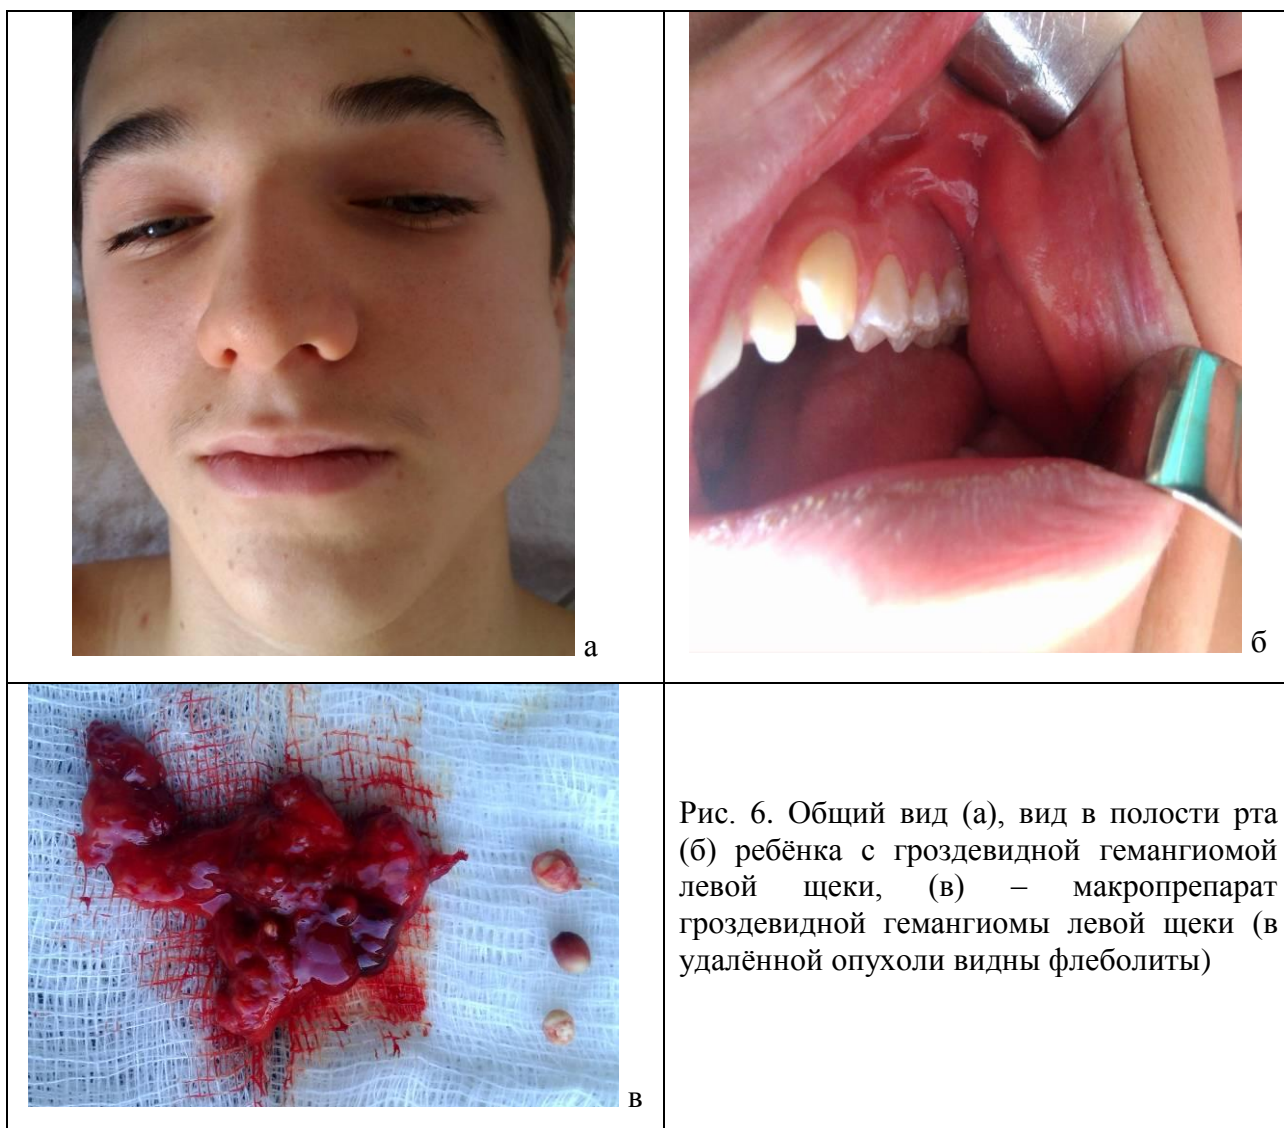 а
б
в
Рис. 6. Общий вид (а), вид в полости рта
(б) ребёнка с гроздевидной гемангиомой
левой щеки, (в) – макропрепарат
гроздевидной гемангиомы левой щеки (в
удалённой опухоли видны флеболиты)